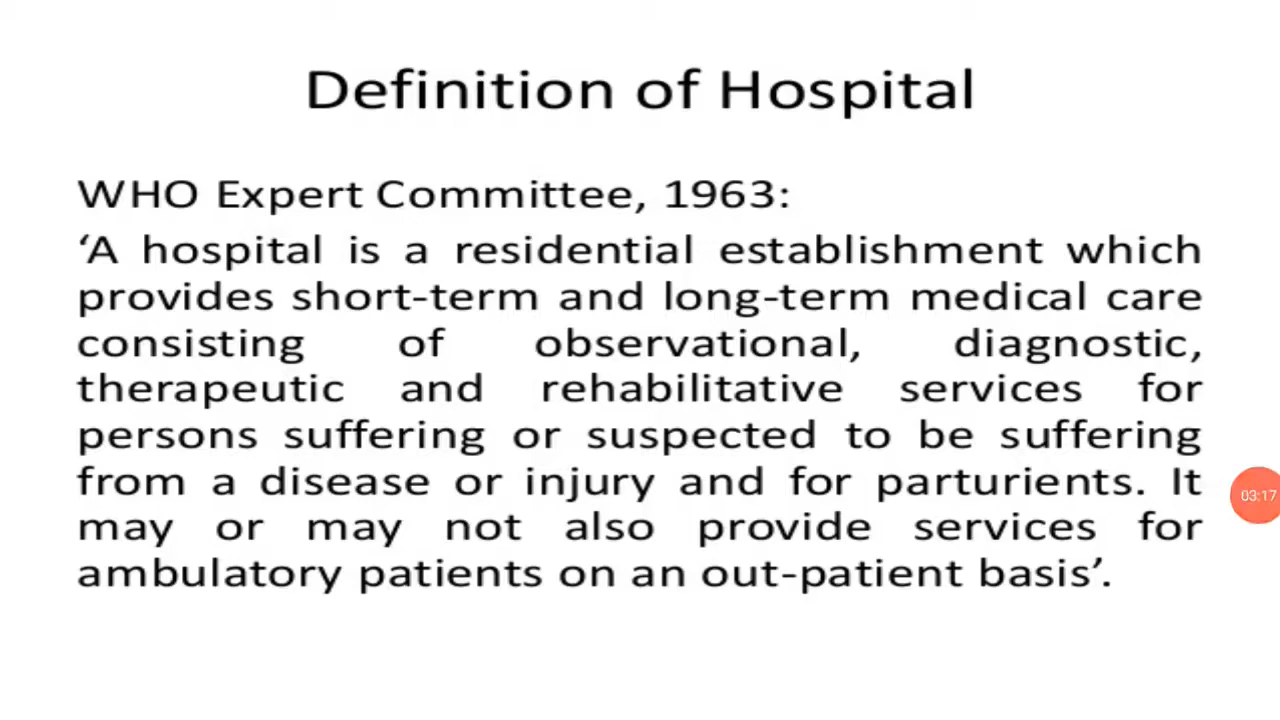 Definition of Hospital
WHO Expert Committee, 1963:
‘A hospital is a residential establishment which
provides short-term and long-term medical care
consisting of observational, diagnostic,
therapeutic and rehabilitative services for
persons suffering or suspected to be suffering
from a disease or injury and for parturients. It
may or may not also provide services for
ambulatory patients on an out-patient basis’.
03:17